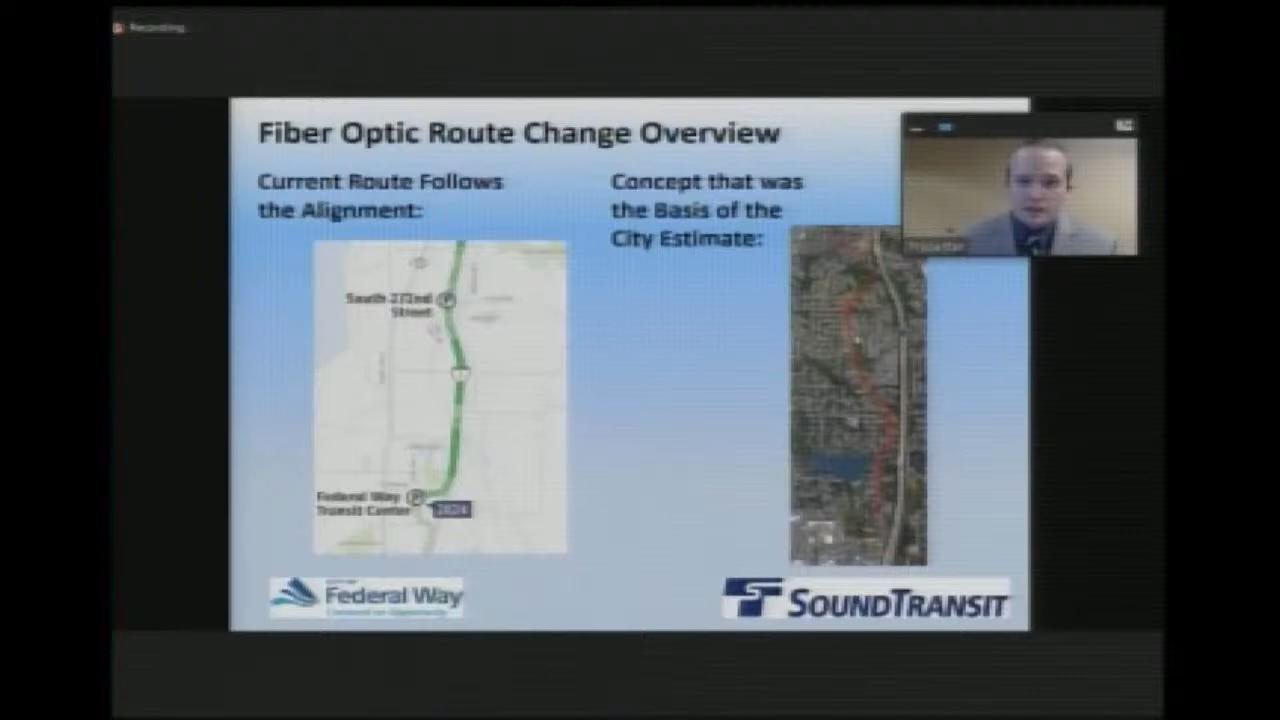 Recording
Fiber Optic Route Change Overview
Current Route Follows
the Alignment:
Concept that was
the Basis of the
City Estimate:
South 272nd
Street
Federal Way
Transit Center
2024
Federal Way
SOUNDTRANSIT